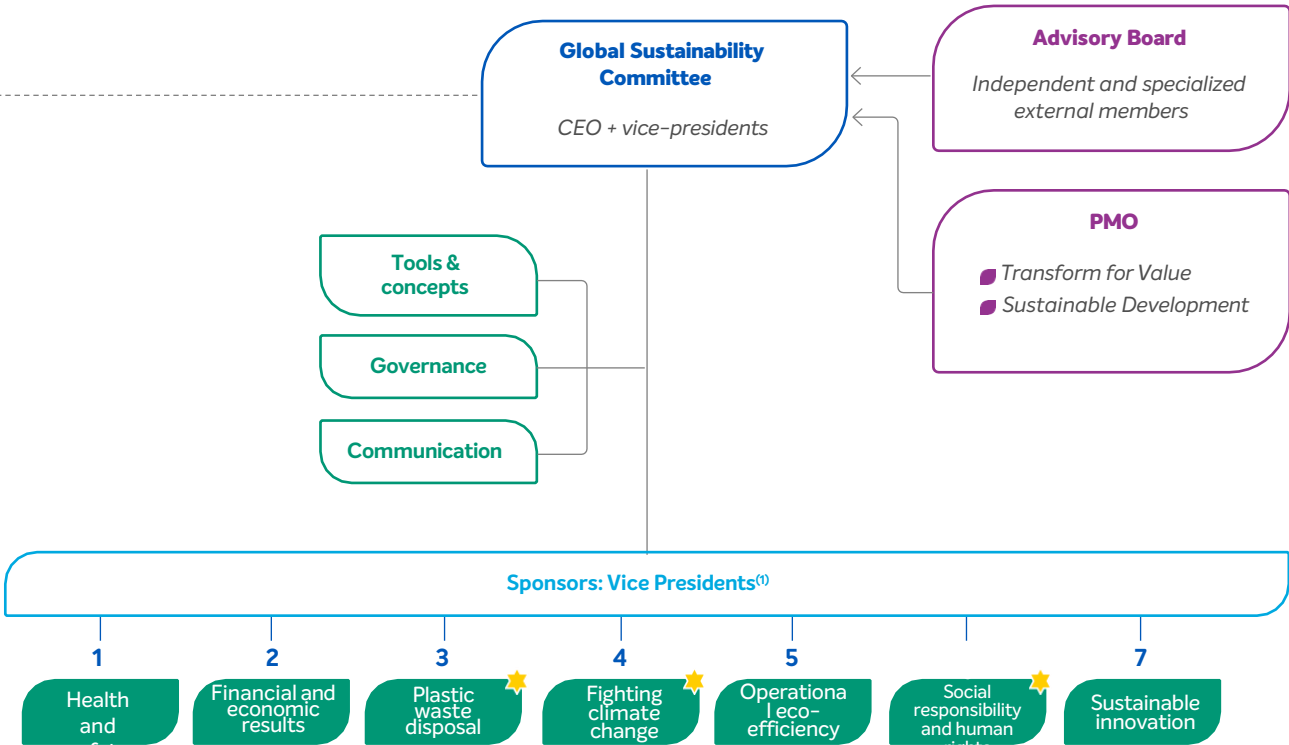 Global Sustainability
Committee
CEO + vice-presidents
Advisory Board
Independent and specialized
external members
PMO
Transform for Value
Sustainable Development
Tools &
concepts
Governance
Communication
Sponsors: Vice Presidents(1)
1
2
3
4
5
7
Health
and
Financial and
economic
results
Plastic
waste
disposal
Fighting
climate
change
Operationa
l eco-
efficiency
Social
responsibility
and human
rights
Sustainable
innovation